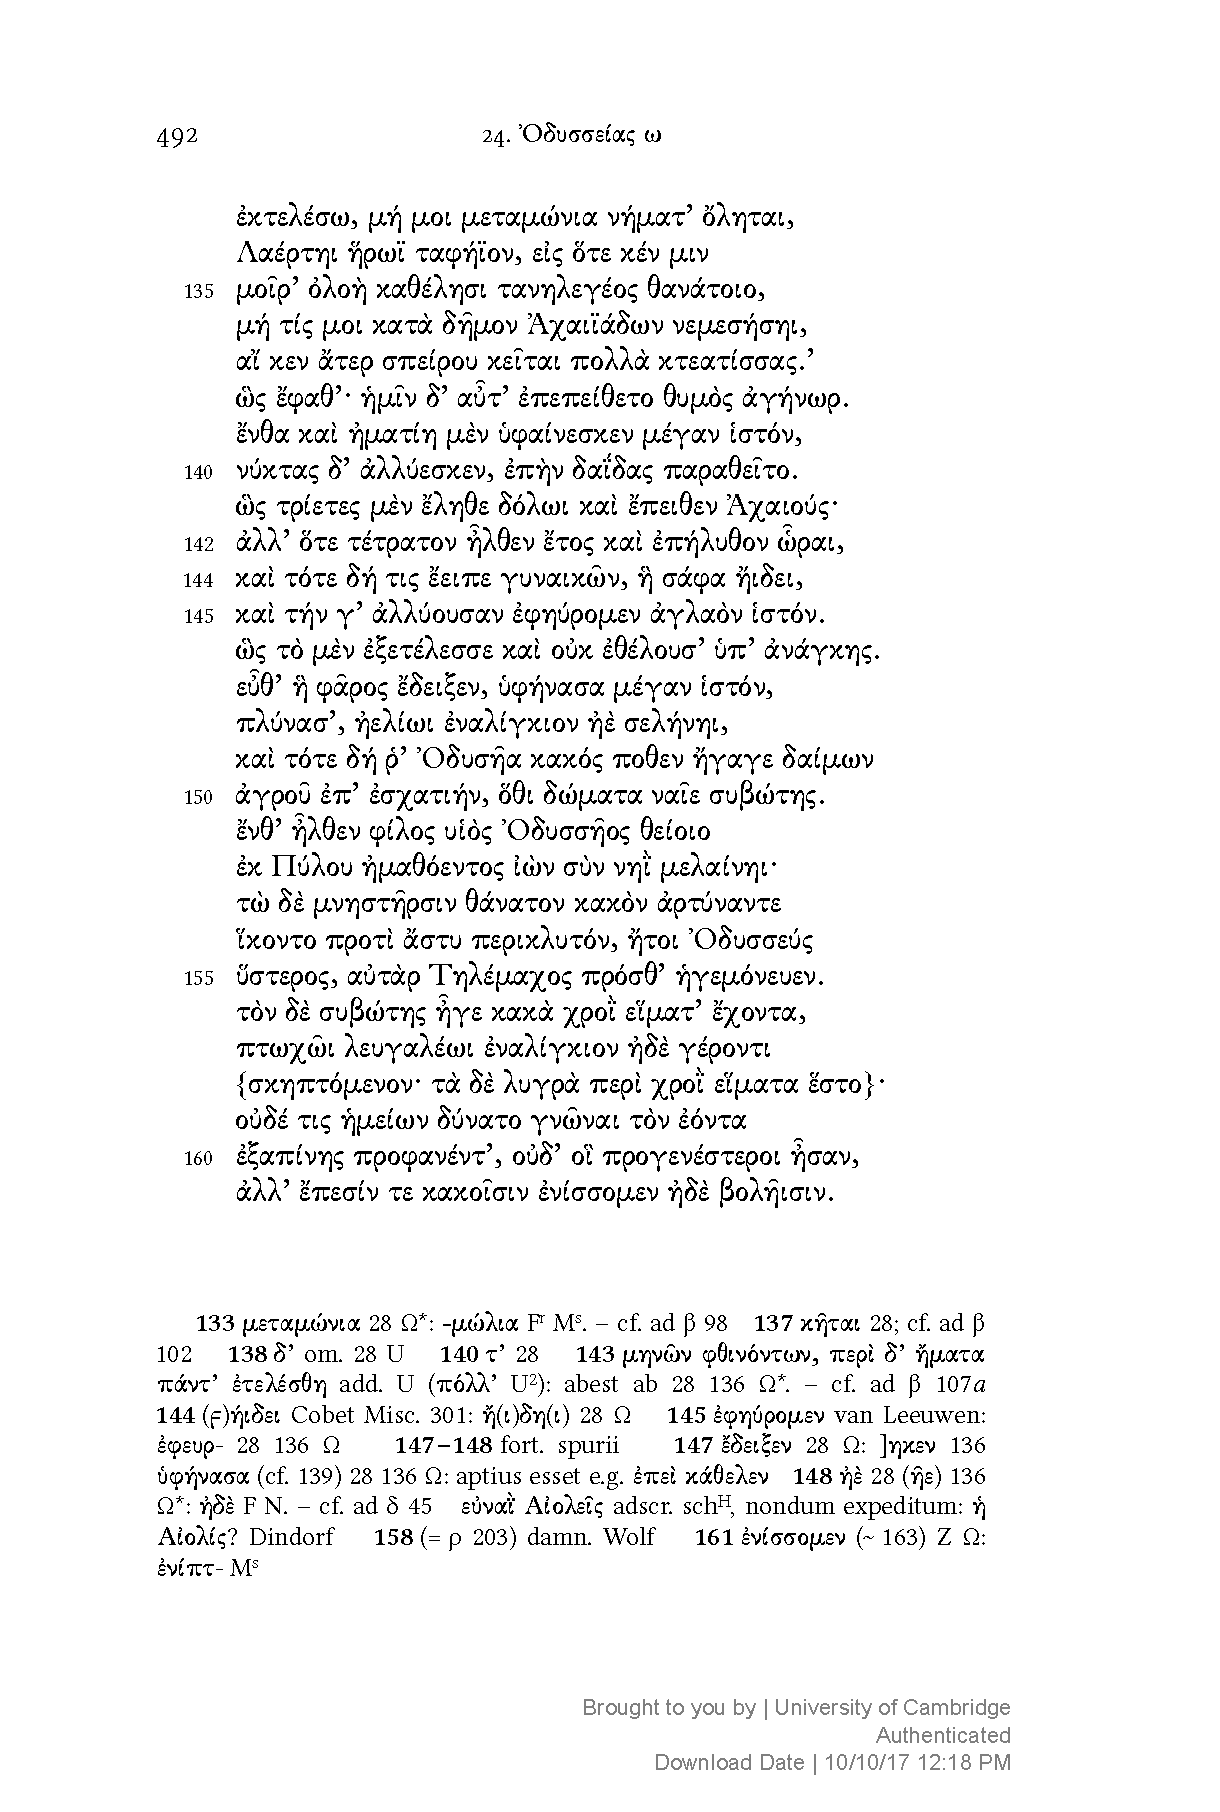 492 24. Ὀδυσσείας ω
ἐκτελέσω, μή μοι μεταμώνια νήματ’ ὄληται,
Λαέρτηι ἥρωϊ ταφήϊον, εἰς ὅτε κέν μιν
135 μοῖρ’ ὀλοὴ καθέλησι τανηλεγέος θανάτοιο,
μή τίς μοι κατὰ δῆμον Ἀχαιϊάδων νεμεσήσηι,
αἴ κεν ἄτερ σπείρου κεῖται πολλὰ κτεατίσσας.’
ὣς ἔφαθ’· ἡμῖν δ’ αὖτ’ ἐπεπείθετο θυμὸς ἀγήνωρ.
ἔνθα καὶ ἠματίη μὲν ὑφαίνεσκεν μέγαν ἱστόν,
140 νύκτας δ’ ἀλλύεσκεν, ἐπὴν δαΐδας παραθεῖτο.
ὣς τρίετες μὲν ἔληθε δόλωι καὶ ἔπειθεν Ἀχαιούς·
142 ἀλλ’ ὅτε τέτρατον ἦλθεν ἔτος καὶ ἐπήλυθον ὧραι,
144 καὶ τότε δή τις ἔειπε γυναικῶν, ἣ σάφα ἤιδει,
145 καὶ τήν γ’ ἀλλύουσαν ἐφηύρομεν ἀγλαὸν ἱστόν.
ὣς τὸ μὲν ἐξετέλεσσε καὶ οὐκ ἐθέλουσ’ ὑπ’ ἀνάγκης.
εὖθ’ ἣ φᾶρος ἔδειξεν, ὑφήνασα μέγαν ἱστόν,
πλύνασ’, ἠελίωι ἐναλίγκιον ἠὲ σελήνηι,
καὶ τότε δή ῥ’ Ὀδυσῆα κακός ποθεν ἤγαγε δαίμων
150 ἀγροῦ ἐπ’ ἐσχατιήν, ὅθι δώματα ναῖε συβώτης.
ἔνθ’ ἦλθεν φίλος υἱὸς Ὀδυσσῆος θείοιο
ἐκ Πύλου ἠμαθόεντος ἰὼν σὺν νηῒ μελαίνηι·
τὼ δὲ μνηστῆρσιν θάνατον κακὸν ἀρτύναντε
ἵκοντο προτὶ ἄστυ περικλυτόν, ἤτοι Ὀδυσσεύς
155 ὕστερος, αὐτὰρ Τηλέμαχος πρόσθ’ ἡγεμόνευεν.
τὸν δὲ συβώτης ἦγε κακὰ χροῒ εἵματ’ ἔχοντα,
πτωχῶι λευγαλέωι ἐναλίγκιον ἠδὲ γέροντι
{σκηπτόμενον· τὰ δὲ λυγρὰ περὶ χροῒ εἵματα ἕστο}·
οὐδέ τις ἡμείων δύνατο γνῶναι τὸν ἐόντα
160 ἐξαπίνης προφανέντ’, οὐδ’ οἳ προγενέστεροι ἦσαν,
ἀλλ’ ἔπεσίν τε κακοῖσιν ἐνίσσομεν ἠδὲ βολῆισιν.
133 μεταμώνια 28 Ω*: -μώλια Fʳ Mˢ. – cf. ad β 98 137 κῆται 28; cf. ad β
102 138 δ’ om. 28 U 140 τ’ 28 143 μηνῶν φθινόντων, περὶ δ’ ἤματα
πάντ’ ἐτελέσθη add. U (πόλλ’ U²): abest ab 28 136 Ω*. – cf. ad β 107a
144 (ϝ)ήιδει Cobet Misc. 301: ἤ(ι)δη(ι) 28 Ω 145 ἐφηύρομεν van Leeuwen:
ἐφευρ- 28 136 Ω 147–148 fort. spurii 147 ἔδειξεν 28 Ω: ]ηκεν 136
ὑφήνασα (cf. 139) 28 136 Ω: aptius esset e.g. ἐπεὶ κάθελεν 148 ἠὲ 28 (ῆε) 136
Ω*: ἠδὲ F N. – cf. ad δ 45 εὐναῒ Αἰολεῖς adscr. schᴴ, nondum expeditum: ἡ
Αἰολίς? Dindorf 158 (= ρ 203) damn. Wolf 161 ἐνίσσομεν (~ 163) Z Ω:
ἐνίπτ- Mˢ
Brought to you by | University of Cambridge
Authenticated
Download Date | 10/10/17 12:18 PM